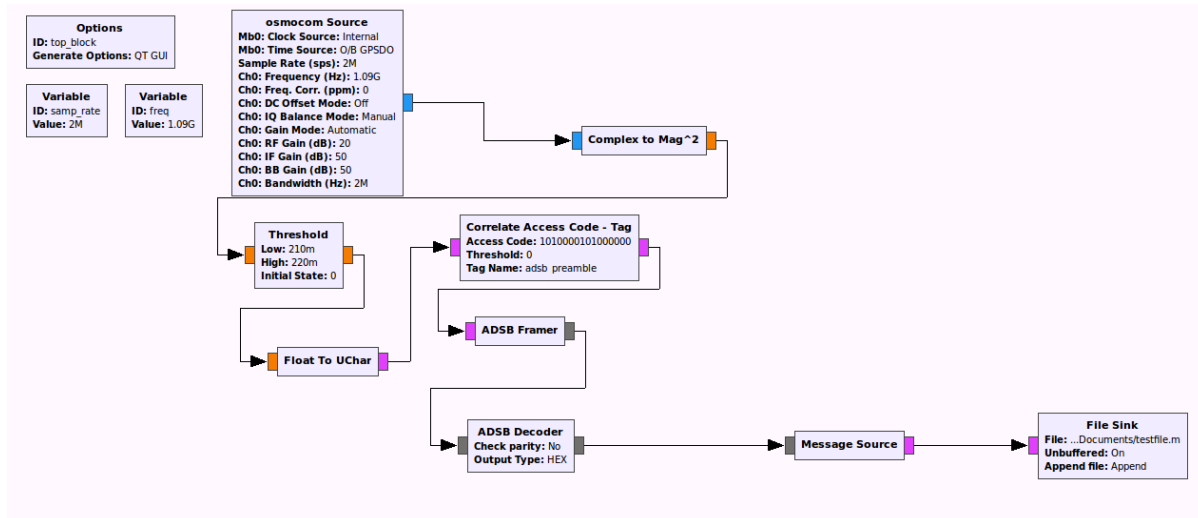 Options
ID: top_block
Generate Options: QT GUI
Variable
ID: samp_rate
Value: 2M
Variable
ID: freq
Value: 1.09G
osmocom Source
Mb0: Clock Source: Internal
Mb0: Time Source: O/B GPSDO
Sample Rate (sps): 2M
Ch0: Frequency (Hz): 1.09G
Ch0: Freq. Corr. (ppm): 0
Ch0: DC Offset Mode: Off
Ch0: IQ Balance Mode: Manual
Ch0: Gain Mode: Automatic
Ch0: RF Gain (dB): 20
Ch0: IF Gain (dB): 50
Ch0: BB Gain (dB): 50
Ch0: Bandwidth (Hz): 2M
Complex to Mag^2
Threshold
Low: 210m
High: 220m
Initial State: 0
Correlate Access Code - Tag
Access Code: 1010000101000000
Threshold: 0
Tag Name: adsb_preamble
Float To UChar
ADSB Framer
ADSB Decoder
Check parity: No
Output Type: HEX
Message Source
File Sink
File: ...Documents/testfile.m
Unbuffered: On
Append file: Append